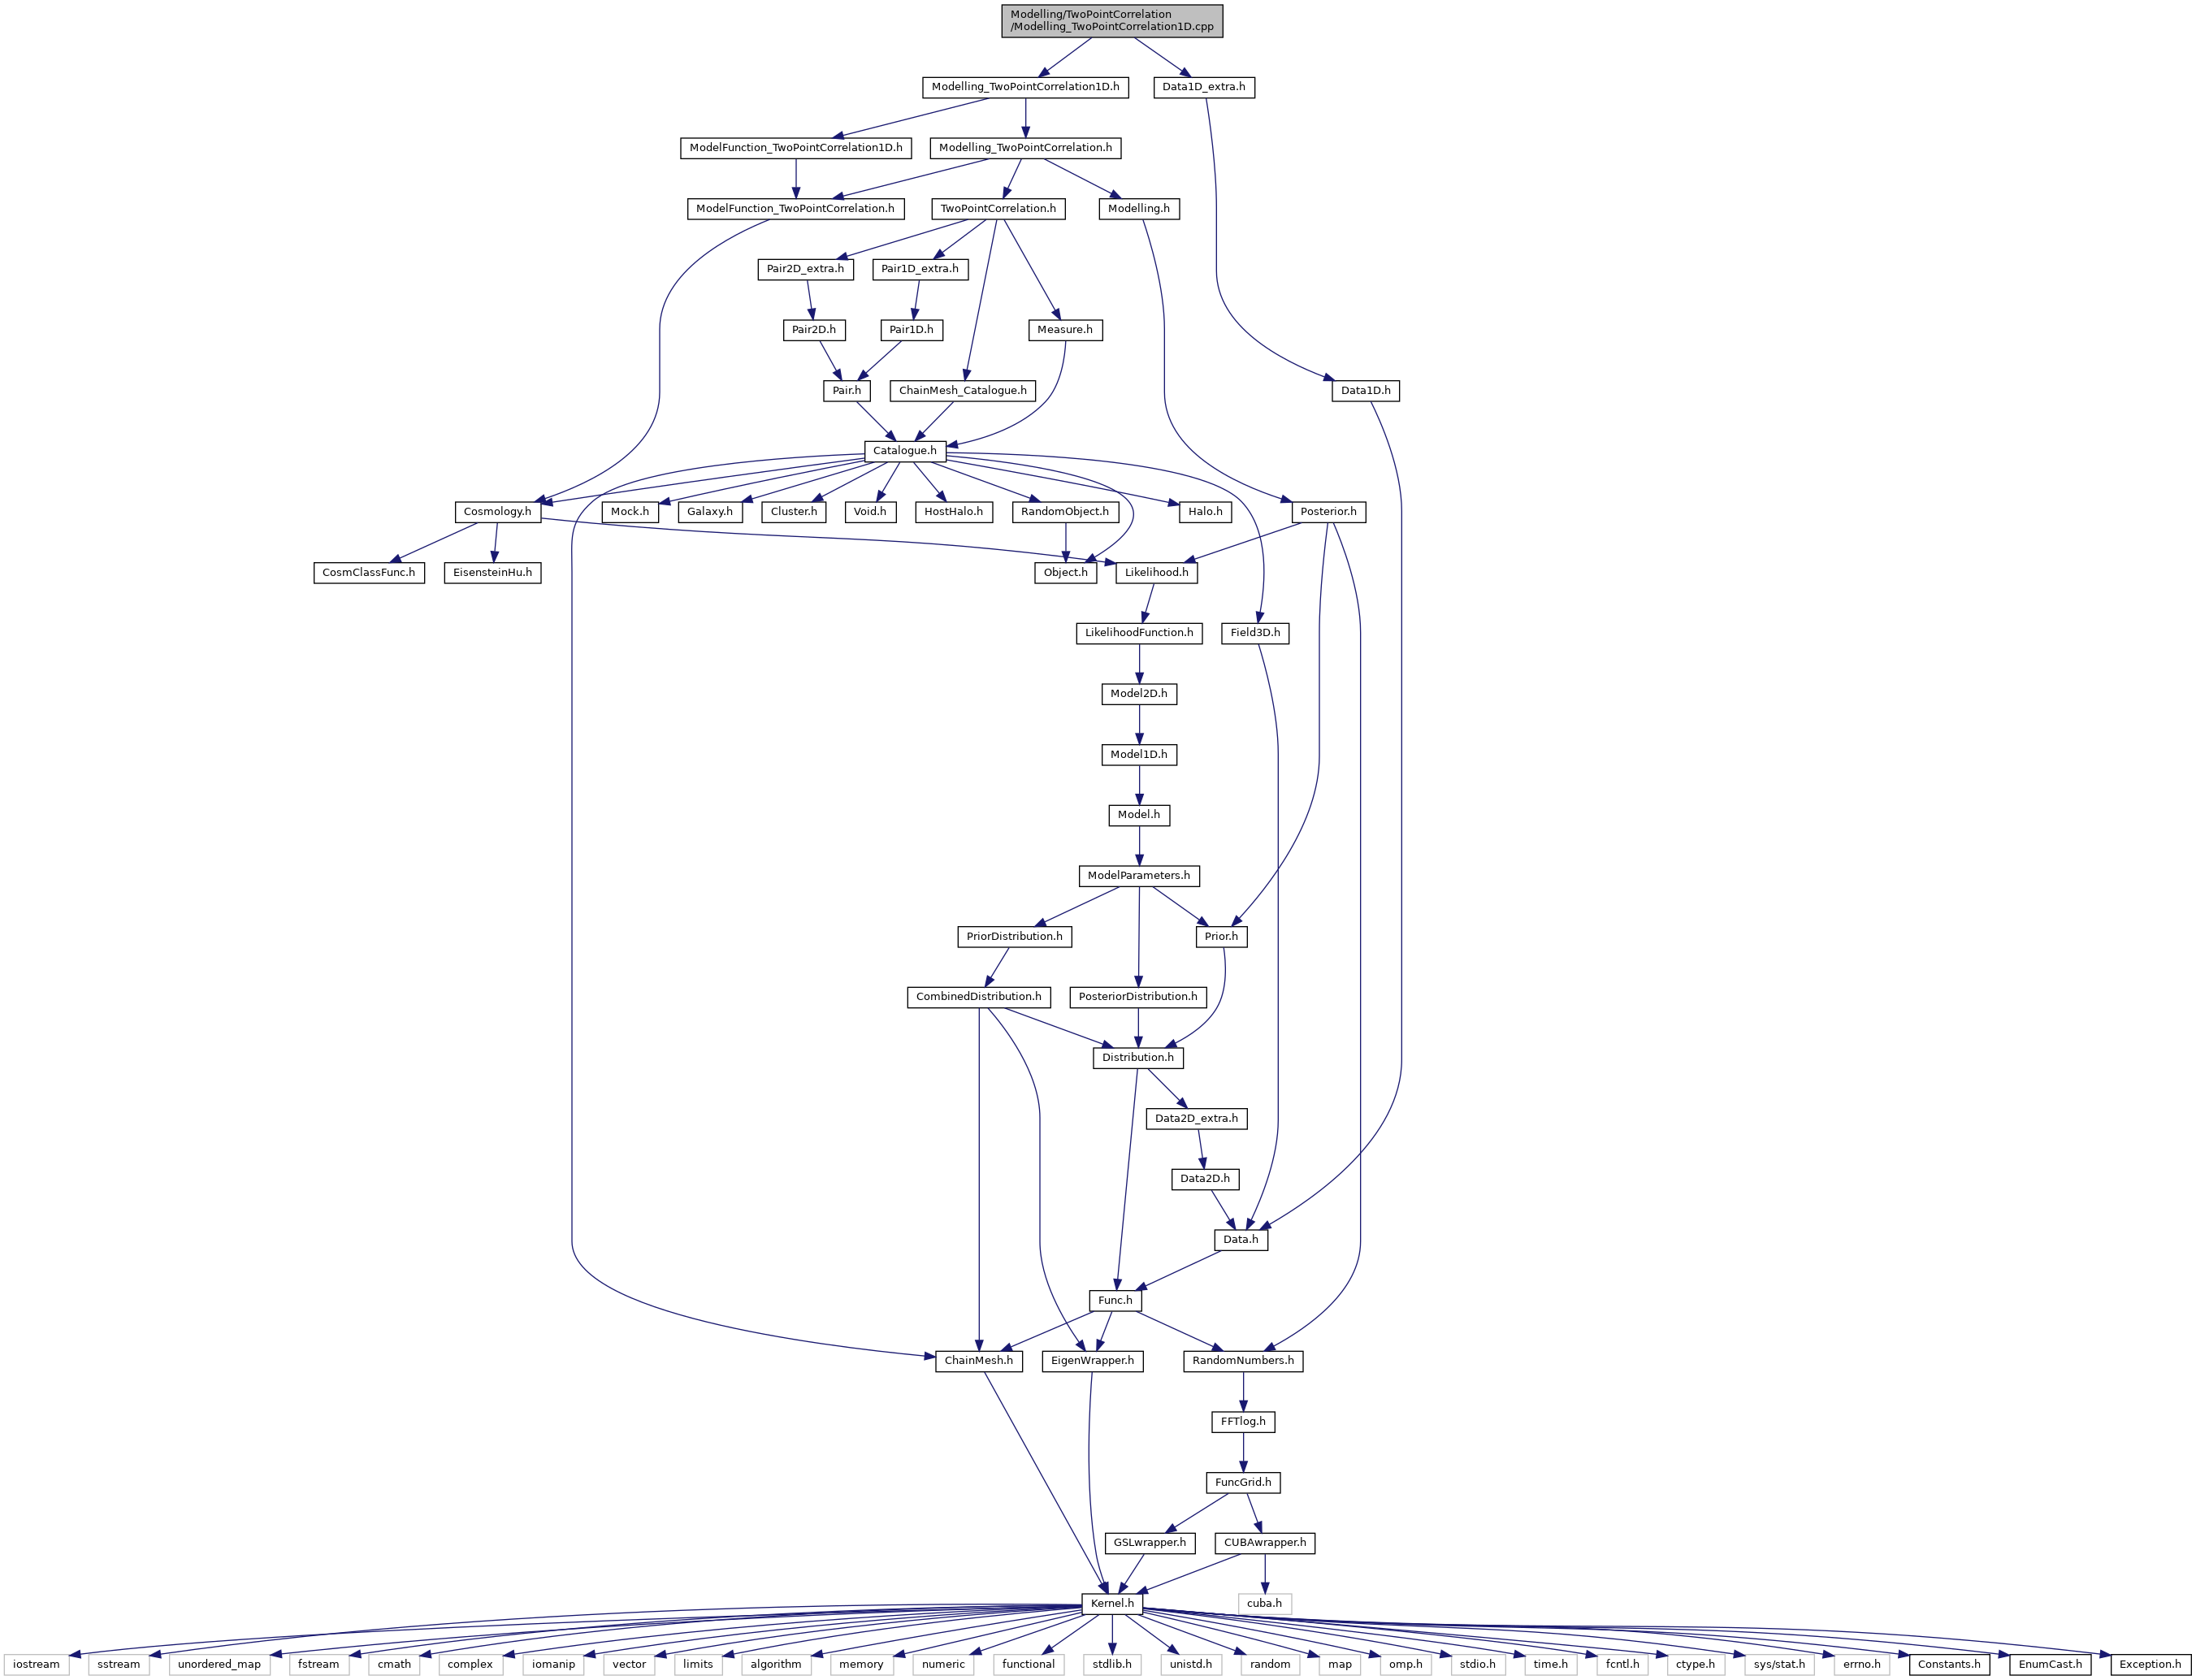 Modelling/TwoPointCorrelation
/Modelling_TwoPointCorrelation1D.cpp
Modelling_TwoPointCorrelation1D.h
Data1D_extra.h
ModelFunction_TwoPointCorrelation1D.h
Modelling_TwoPointCorrelation.h
ModelFunction_TwoPointCorrelation.h
TwoPointCorrelation.h
Modelling.h
Pair2D_extra.h
Pair1D_extra.h
Pair2D.h
Pair1D.h
Measure.h
Pair.h
ChainMesh_Catalogue.h
Data1D.h
Catalogue.h
Cosmology.h
Mock.h
Galaxy.h
Cluster.h
Void.h
HostHalo.h
RandomObject.h
Halo.h
Posterior.h
CosmClassFunc.h
EisensteinHu.h
Object.h
Likelihood.h
LikelihoodFunction.h
Field3D.h
Model2D.h
Model1D.h
Model.h
ModelParameters.h
PriorDistribution.h
Prior.h
CombinedDistribution.h
PosteriorDistribution.h
Distribution.h
Data2D_extra.h
Data2D.h
Data.h
Func.h
ChainMesh.h
EigenWrapper.h
RandomNumbers.h
FFTlog.h
FuncGrid.h
GSLwrapper.h
CUBAwrapper.h
Kernel.h
cuba.h
iostream
sstream
unordered_map
fstream
cmath
complex
iomanip
vector
limits
algorithm
memory
numeric
functional
stdlib.h
unistd.h
random
map
omp.h
stdio.h
time.h
fcntl.h
ctype.h
sys/stat.h
errno.h
Constants.h
EnumCast.h
Exception.h